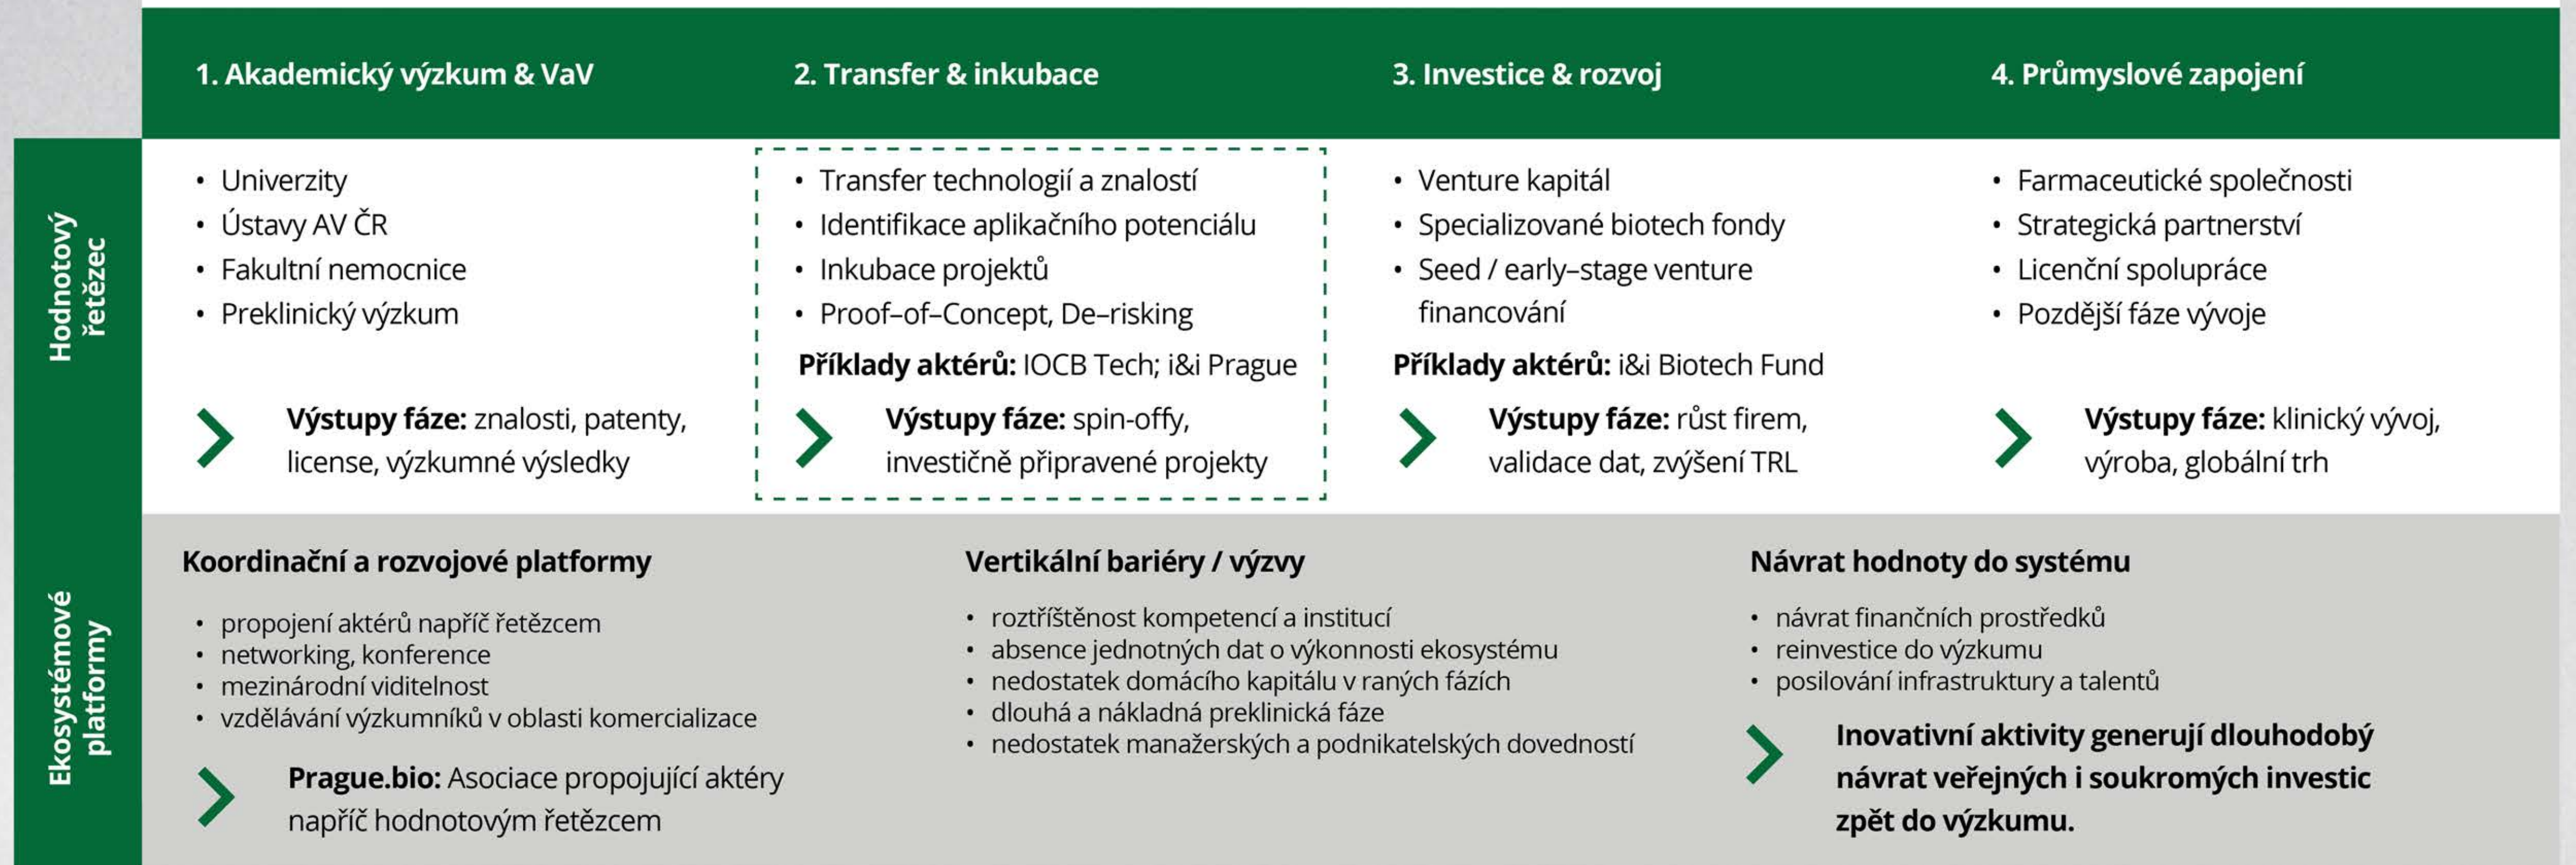 1. Akademický výzkum & VaV
2. Transfer & inkubace
3. Investice & rozvoj
4. Průmyslové zapojení
Hodnotový
řetězec
• Univerzity
• Ústavy AV ČR
• Fakultní nemocnice
• Preklinický výzkum
Výstupy fáze: znalosti, patenty,
license, výzkumné výsledky
• Transfer technologií a znalostí
• Identifikace aplikačního potenciálu
• Inkubace projektů
• Proof–of–Concept, De–risking
Příklady aktérů: IOCB Tech; i&i Prague
Výstupy fáze: spin-offy,
investičně připravené projekty
• Venture kapitál
• Specializované biotech fondy
• Seed / early–stage venture
financování
Příklady aktérů: i&i Biotech Fund
Výstupy fáze: růst firem,
validace dat, zvýšení TRL
• Farmaceutické společnosti
• Strategická partnerství
• Licenční spolupráce
• Pozdější fáze vývoje
Výstupy fáze: klinický vývoj,
výroba, globální trh
Ekosystémové
platformy
Koordinační a rozvojové platformy
• propojení aktérů napříč řetězcem
• networking, konference
• mezinárodní viditelnost
• vzdělávání výzkumníků v oblasti komercializace
Prague.bio: Asociace propojující aktéry
napříč hodnotovým řetězcem
Vertikální bariéry / výzvy
• roztříštěnost kompetencí a institucí
• absence jednotných dat o výkonnosti ekosystému
• nedostatek domácího kapitálu v raných fázích
• dlouhá a nákladná preklinická fáze
• nedostatek manažerských a podnikatelských dovedností
Návrat hodnoty do systému
• návrat finančních prostředků
• reinvestice do výzkumu
• posilování infrastruktury a talentů
Inovativní aktivity generují dlouhodobý
návrat veřejných i soukromých investic
zpět do výzkumu.